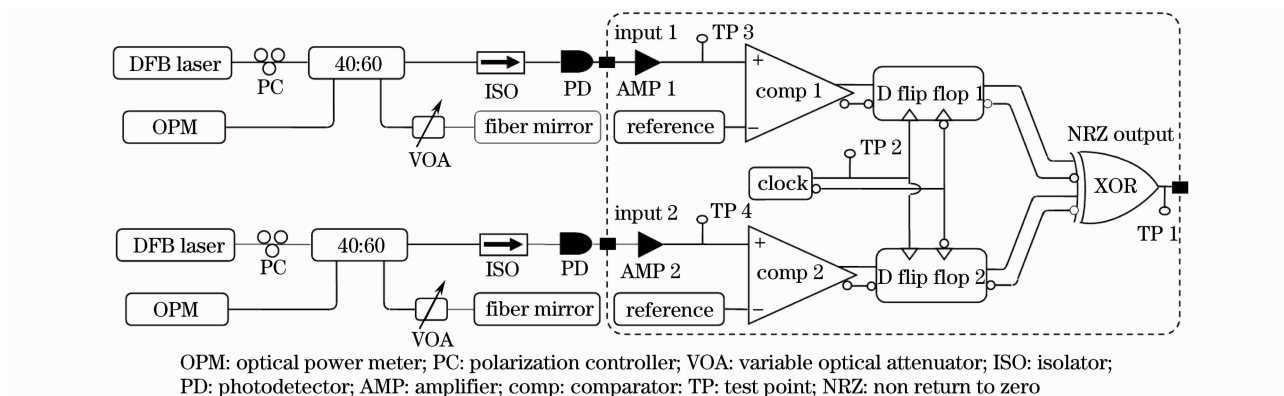 input 1
TP 3
DFB laser
PC
40:60
ISO
PD
AMP 1
comp 1
+
−
D flip flop 1
OPM
VOA
fiber mirror
reference
TP 2
NRZ output
clock
XOR
TP 1
input 2
TP 4
DFB laser
PC
40:60
ISO
PD
AMP 2
comp 2
+
−
D flip flop 2
OPM
VOA
fiber mirror
reference
OPM: optical power meter; PC: polarization controller; VOA: variable optical attenuator; ISO: isolator;
PD: photodetector; AMP: amplifier; comp: comparator: TP: test point; NRZ: non return to zero